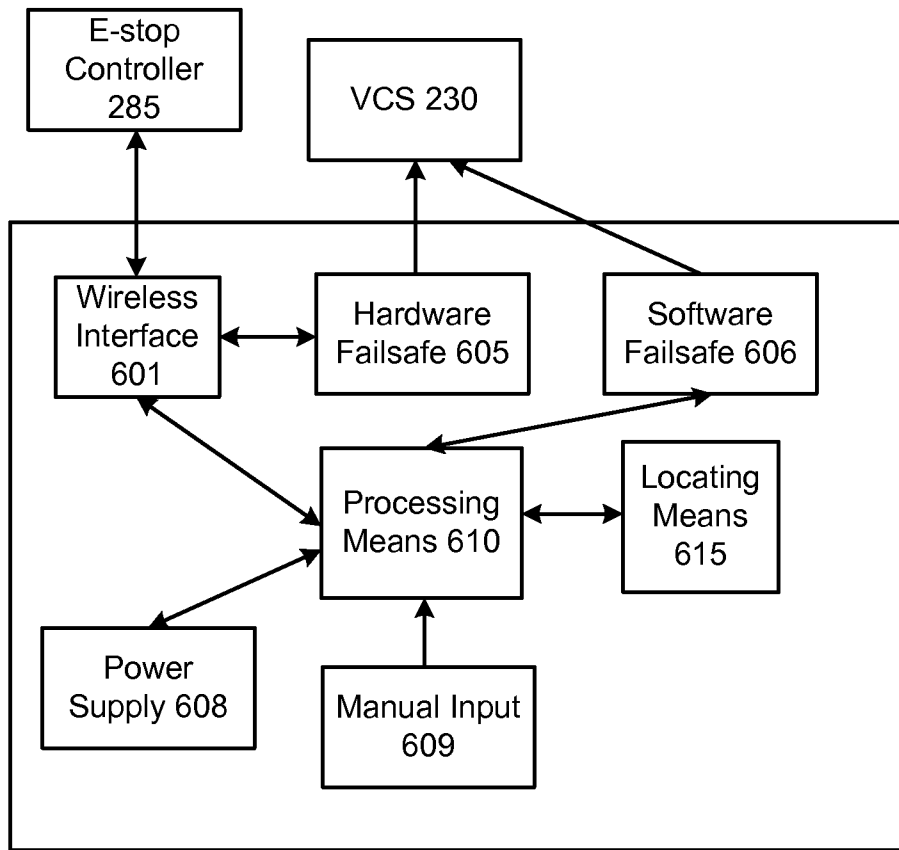 E-stop
Controller
285
VCS 230
Wireless
Interface
601
Hardware
Failsafe 605
Software
Failsafe 606
Processing
Means 610
Locating
Means
615
Power
Supply 608
Manual Input
609